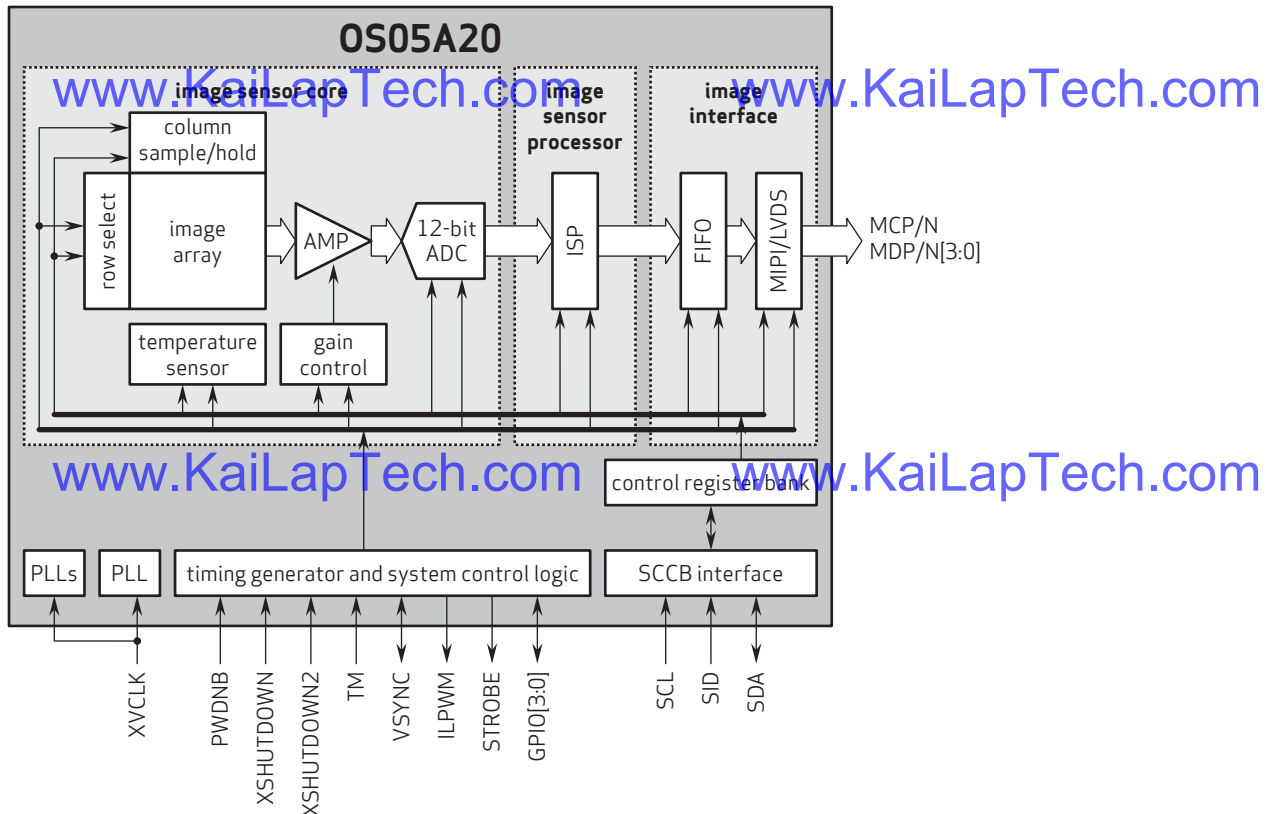 OS05A20
www.KaiLapTech.com
www.KaiLapTech.com
image sensor core
image
sensor
processor
image
interface
column
sample/hold
row select
image
array
AMP
12-bit
ADC
ISP
FIFO
MIPI/LVDS
MCP/N
MDP/N[3:0]
temperature
sensor
gain
control
www.KaiLapTech.com
www.KaiLapTech.com
control register bank
PLLs
PLL
timing generator and system control logic
SCCB interface
XVCLK
PWDNB
XSHUTDOWN
XSHUTDOWN2
TM
VSYNC
ILPWM
STROBE
GPIO[3:0]
SCL
SID
SDA